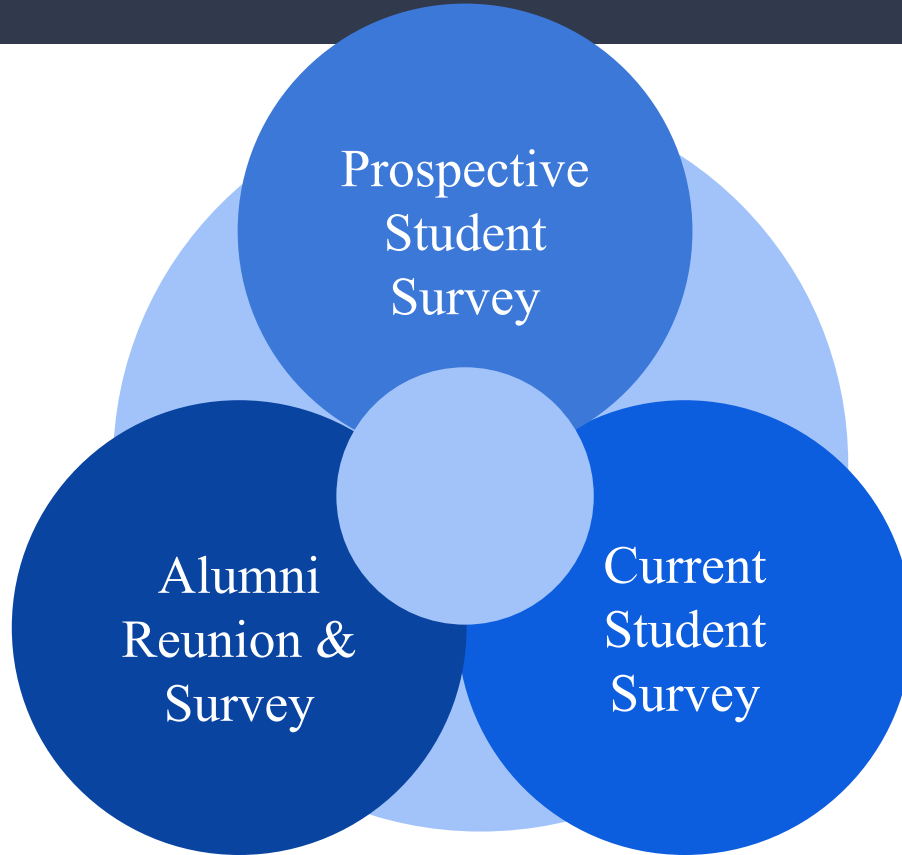 Prospective
Student
Survey
Alumni
Reunion &
Survey
Current
Student
Survey